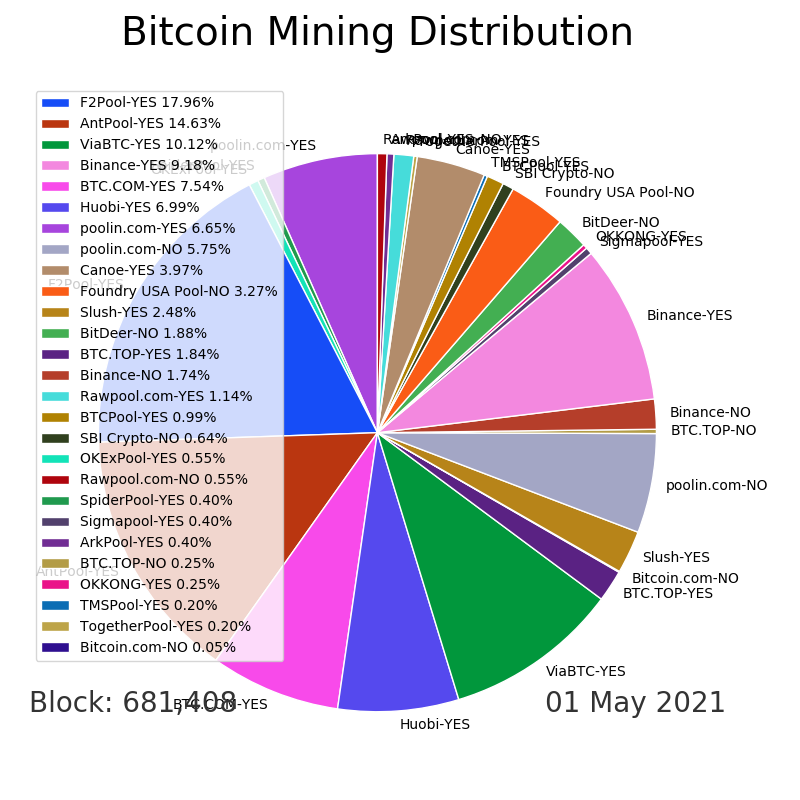 Bitcoin Mining Distribution
F2Pool-YES 17.96%
AntPool-YES 14.63%
ViaBTC-YES 10.12%
Binance-YES 9.18%
BTC.COM-YES 7.54%
Huobi-YES 6.99%
poolin.com-YES 6.65%
poolin.com-NO 5.75%
Canoe-YES 3.97%
Foundry USA Pool-NO 3.27%
Slush-YES 2.48%
BitDeer-NO 1.88%
BTC.TOP-YES 1.84%
Binance-NO 1.74%
Rawpool.com-YES 1.14%
BTCPool-YES 0.99%
SBI Crypto-NO 0.64%
OKExPool-YES 0.55%
Rawpool.com-NO 0.55%
SpiderPool-YES 0.40%
Sigmapool-YES 0.40%
ArkPool-YES 0.40%
BTC.TOP-NO 0.25%
OKKONG-YES 0.25%
TMSPool-YES 0.20%
TogetherPool-YES 0.20%
Bitcoin.com-NO 0.05%
poolin.com-YES
OKExPool-YES
F2Pool-YES
AntPool-YES
BTC.COM-YES
Huobi-YES
ViaBTC-YES
BTC.TOP-YES
Bitcoin.com-NO
Slush-YES
poolin.com-NO
BTC.TOP-NO
Binance-NO
Binance-YES
Sigmapool-YES
OKKONG-YES
BitDeer-NO
Foundry USA Pool-NO
SBI Crypto-NO
BTCPool-YES
TMSPool-YES
Canoe-YES
Block: 681,408
01 May 2021